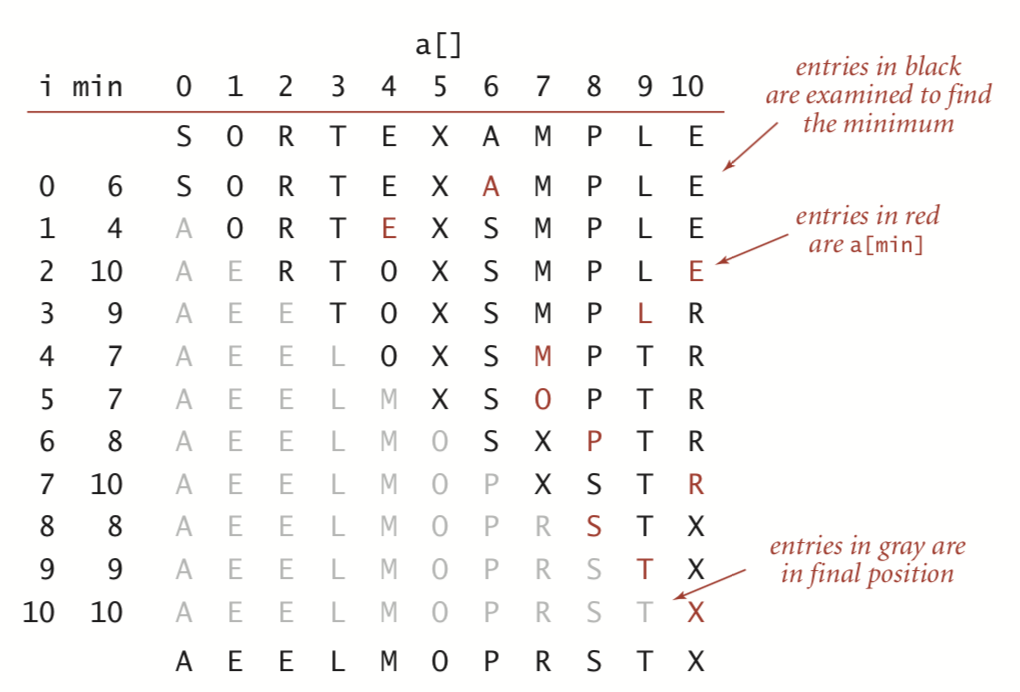 a[]
i min 0 1 2 3 4 5 6 7 8 9 10
S O R T E X A M P L E
0 6 S O R T E X A M P L E
1 4 A O R T E X S M P L E
2 10 A E R T O X S M P L E
3 9 A E E T O X S M P L R
4 7 A E E L O X S M P T R
5 7 A E E L M X S O P T R
6 8 A E E L M O S X P T R
7 10 A E E L M O P X S T R
8 8 A E E L M O P R S T X
9 9 A E E L M O P R S T X
10 10 A E E L M O P R S T X
A E E L M O P R S T X
entries in black
are examined to find
the minimum
entries in red
are a[min]
entries in gray are
in final position